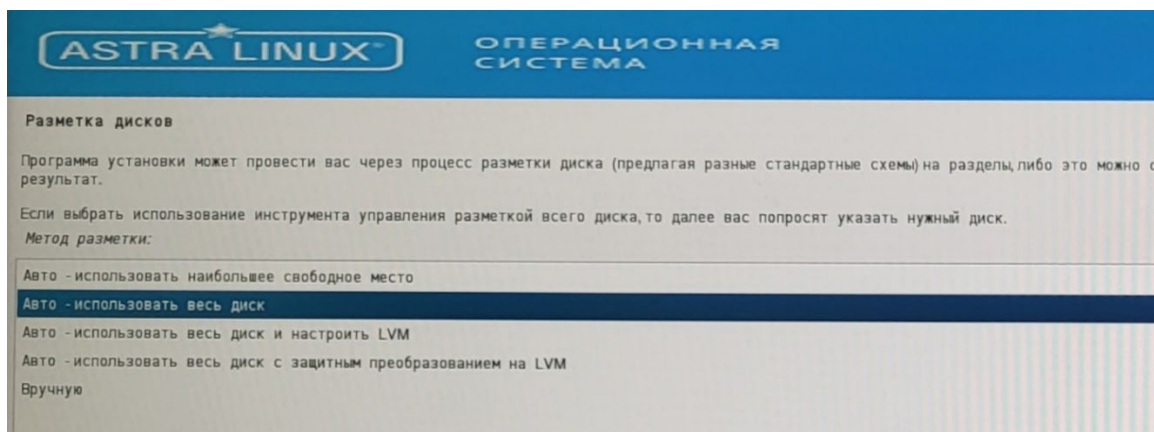 ASTRA LINUX
ОПЕРАЦИОННАЯ
СИСТЕМА
Разметка дисков
Программа установки может провести вас через процесс разметки диска (предлагая разные стандартные схемы) на разделы, либо это можно
результат.
Если выбрать использование инструмента управления разметкой всего диска, то далее вас попросят указать нужный диск.
Метод разметки:
Авто - использовать наибольшее свободное место
Авто - использовать весь диск
Авто - использовать весь диск и настроить LVM
Авто - использовать весь диск с защитным преобразованием на LVM
Вручную